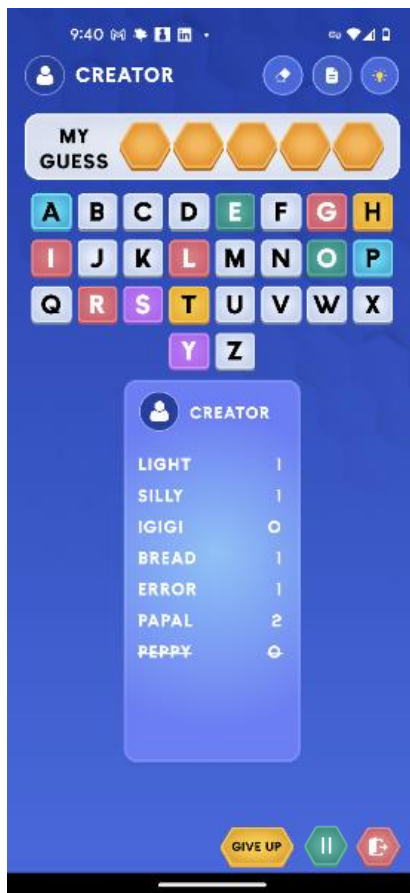 9:40
CREATOR
MY GUESS
A B C D E F G H
I J K L M N O P
Q R S T U V W X
Y Z
CREATOR
LIGHT 1
SILLY 1
IGIGI 0
BREAD 1
ERROR 1
PAPAL 2
PEPPY 0
GIVE UP